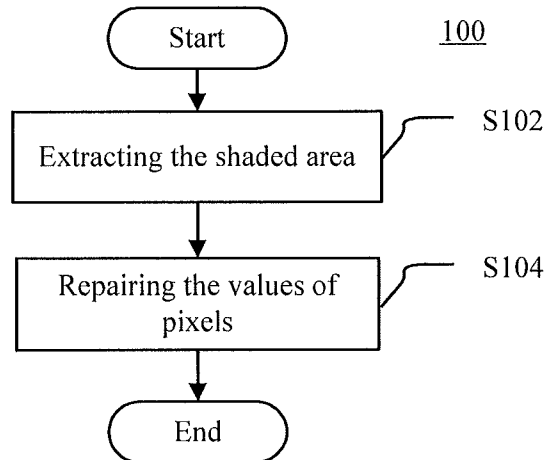 Start
100
Extracting the shaded area
S102
Repairing the values of
pixels
S104
End